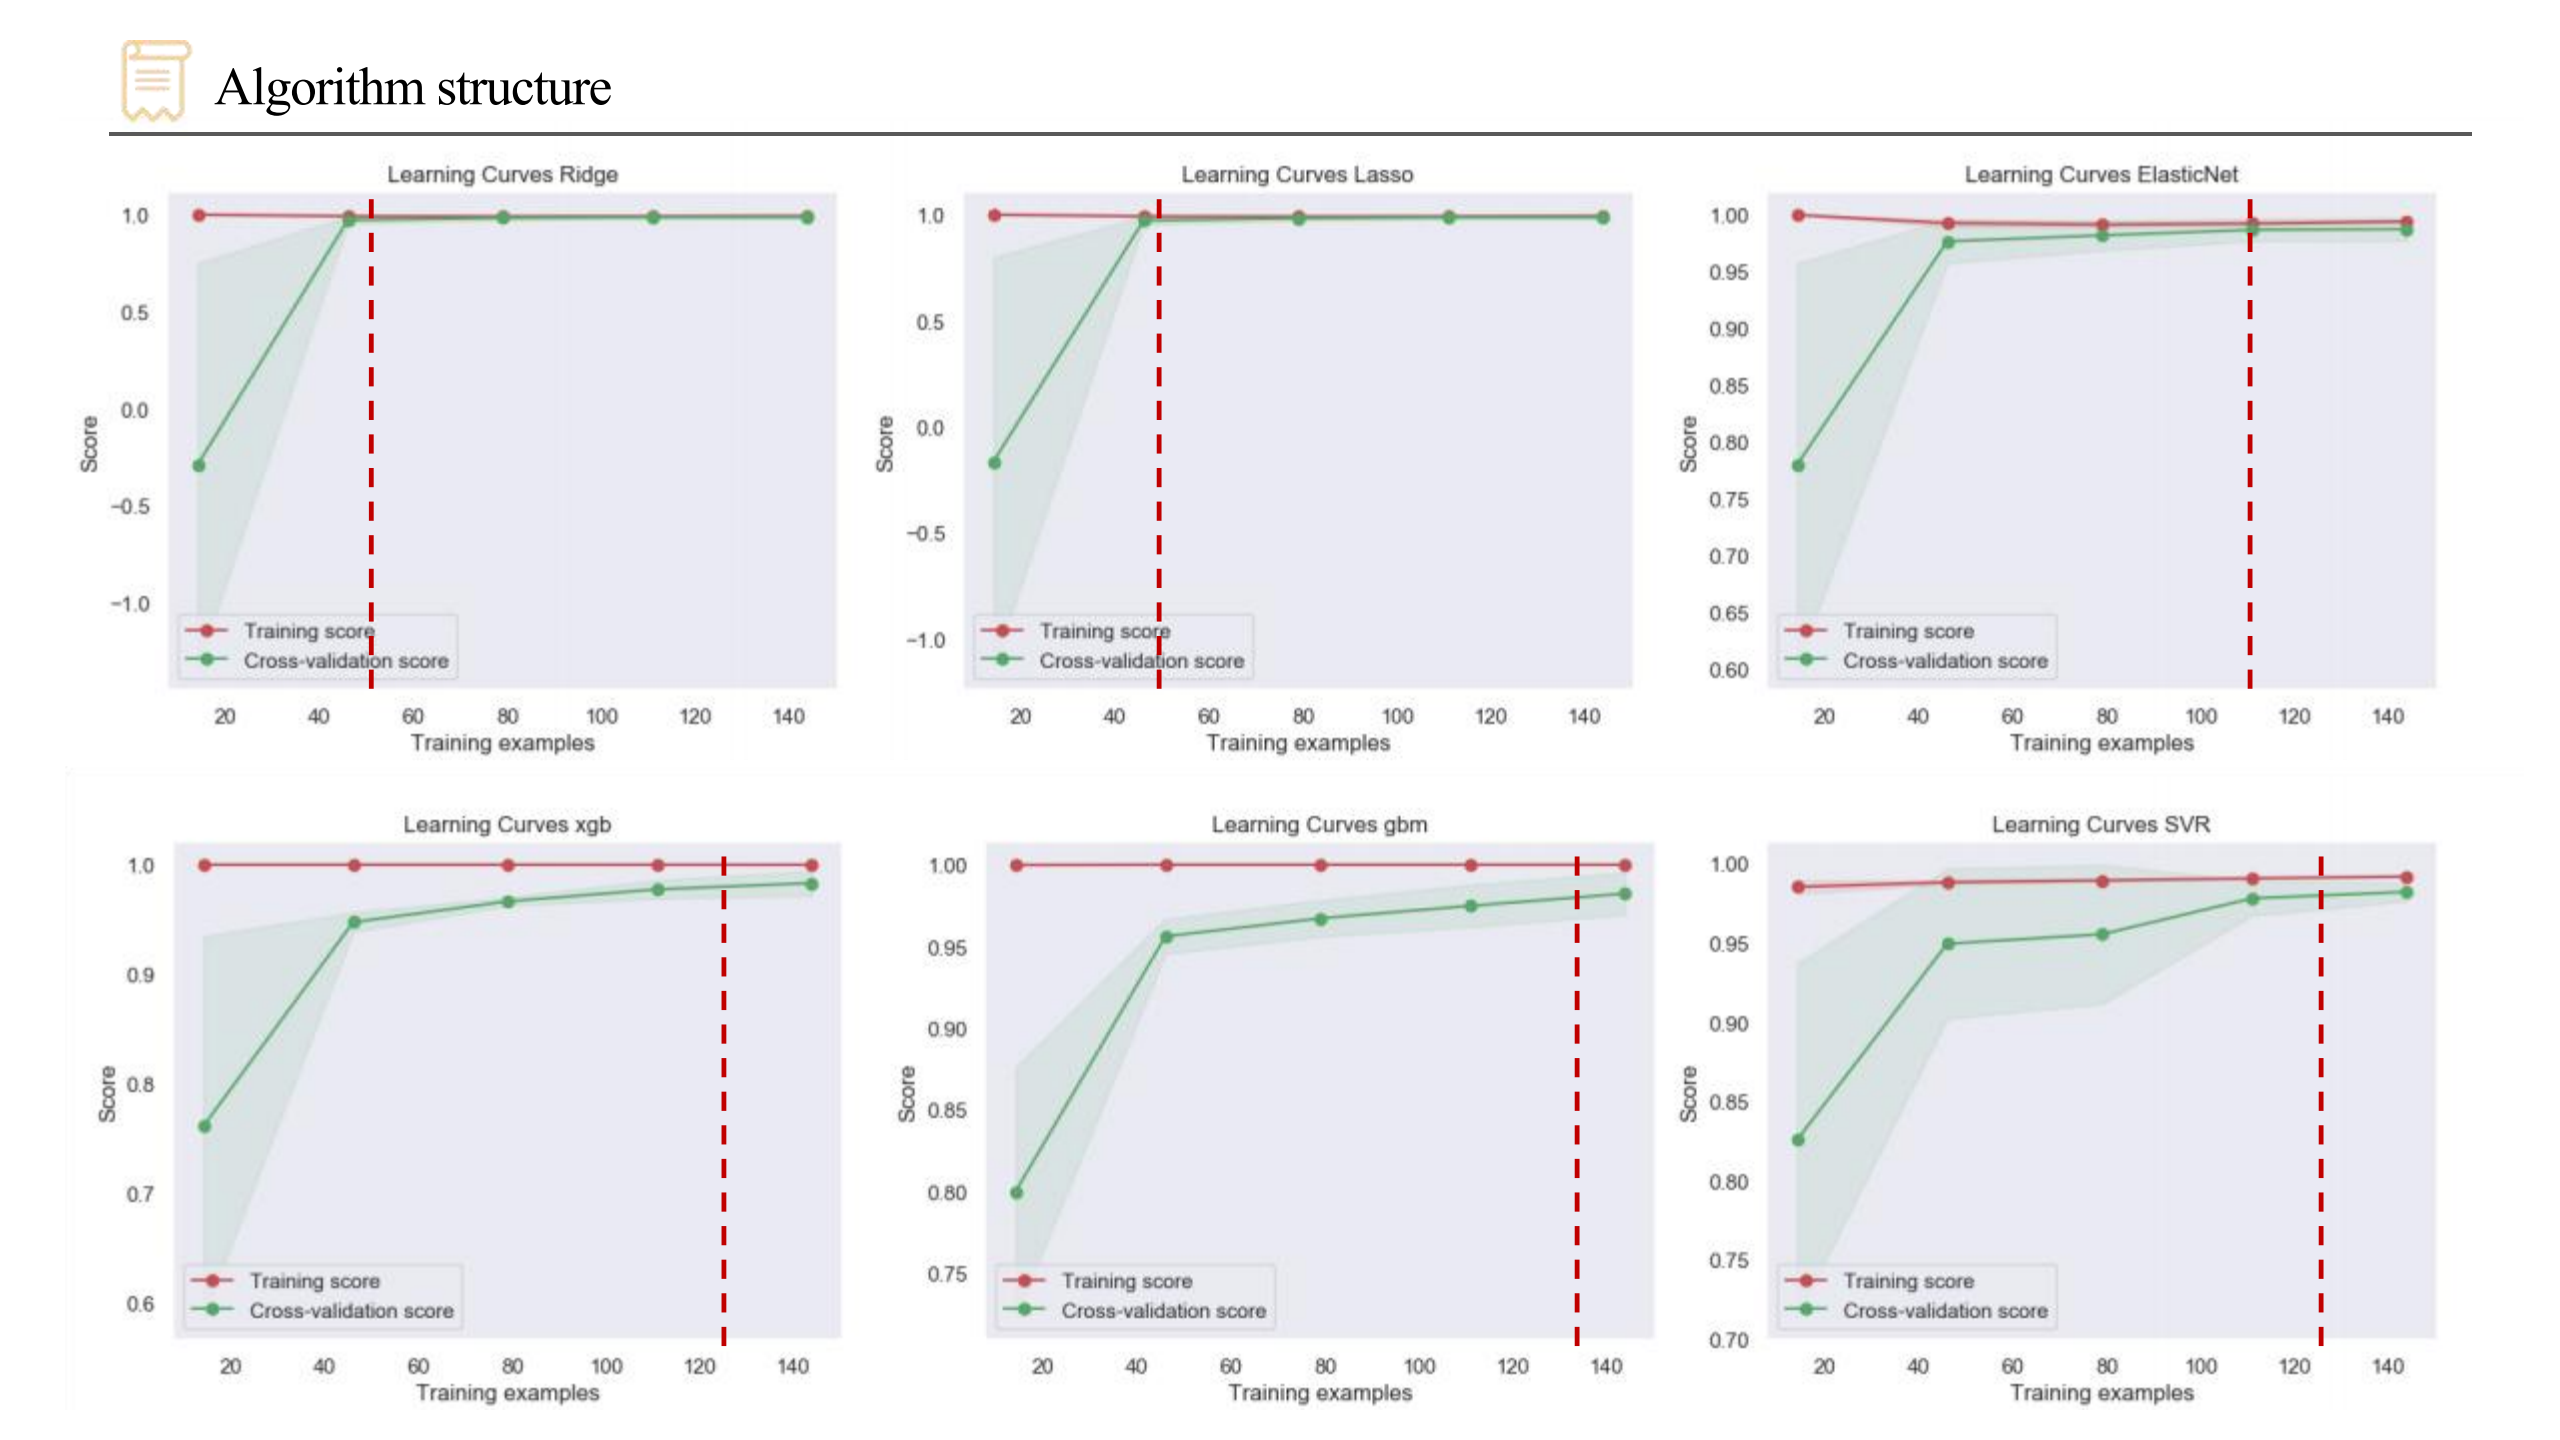 Algorithm structure
Learning Curves Ridge
1.0
0.5
0.0
−0.5
−1.0
Score
Training score
Cross-validation score
20 40 60 80 100 120 140
Training examples
Learning Curves Lasso
1.0
0.5
0.0
−0.5
−1.0
Score
Training score
Cross-validation score
20 40 60 80 100 120 140
Training examples
Learning Curves ElasticNet
1.00
0.95
0.90
0.85
0.80
0.75
0.70
0.65
0.60
Score
Training score
Cross-validation score
20 40 60 80 100 120 140
Training examples
Learning Curves xgb
1.0
0.9
0.8
0.7
0.6
Score
Training score
Cross-validation score
20 40 60 80 100 120 140
Training examples
Learning Curves gbm
1.00
0.95
0.90
0.85
0.80
0.75
Score
Training score
Cross-validation score
20 40 60 80 100 120 140
Training examples
Learning Curves SVR
1.00
0.95
0.90
0.85
0.80
0.75
0.70
Score
Training score
Cross-validation score
20 40 60 80 100 120 140
Training examples